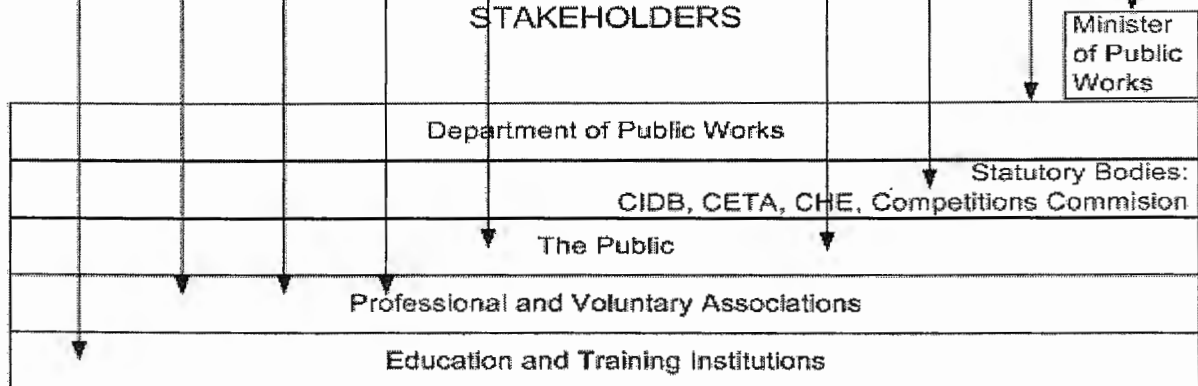 STAKEHOLDERS
Minister
of Public
Works
Department of Public Works
Statutory Bodies:
CIDB, CETA, CHE, Competitions Commision
The Public
Professional and Voluntary Associations
Education and Training Institutions